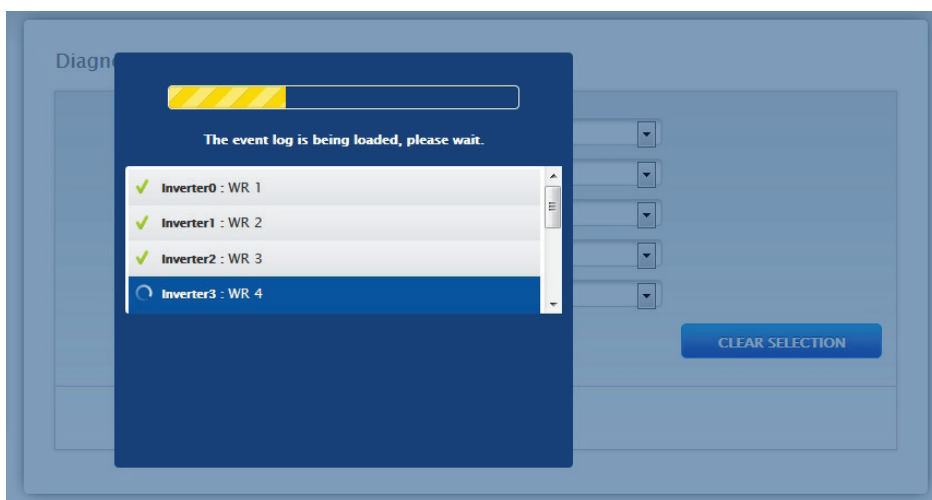 Diagn
The event log is being loaded, please wait.
Inverter0 : WR 1
Inverter1 : WR 2
Inverter2 : WR 3
Inverter3 : WR 4
CLEAR SELECTION